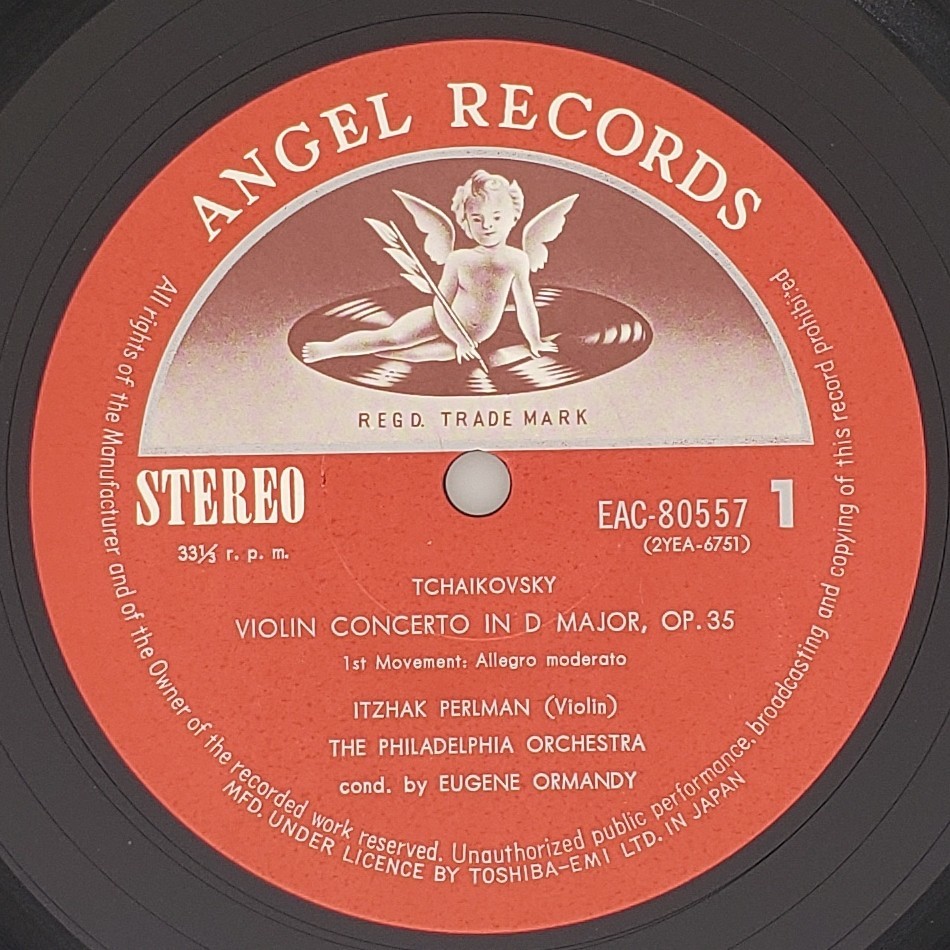 ANGEL RECORDS
REGD. TRADE MARK
STEREO
33⅓ r. p. m.
EAC-80557 1
(2YEA-6751)
TCHAIKOVSKY
VIOLIN CONCERTO IN D MAJOR, OP. 35
1st Movement: Allegro moderato
ITZHAK PERLMAN (Violin)
THE PHILADELPHIA ORCHESTRA
cond. by EUGENE ORMANDY
All rights of the Manufacturer and of the Owner of the recorded work reserved. Unauthorized public performance, broadcasting and copying of this record prohibited
MFD. UNDER LICENCE BY TOSHIBA-EMI LTD. IN JAPAN